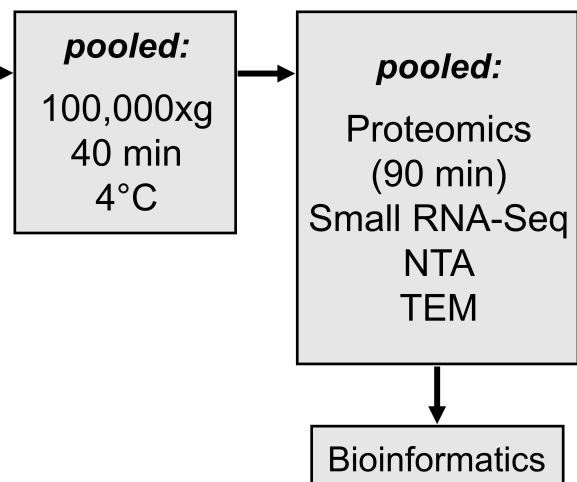 pooled:
100,000xg
40 min
4°C
pooled:
Proteomics
(90 min)
Small RNA-Seq
NTA
TEM
Bioinformatics